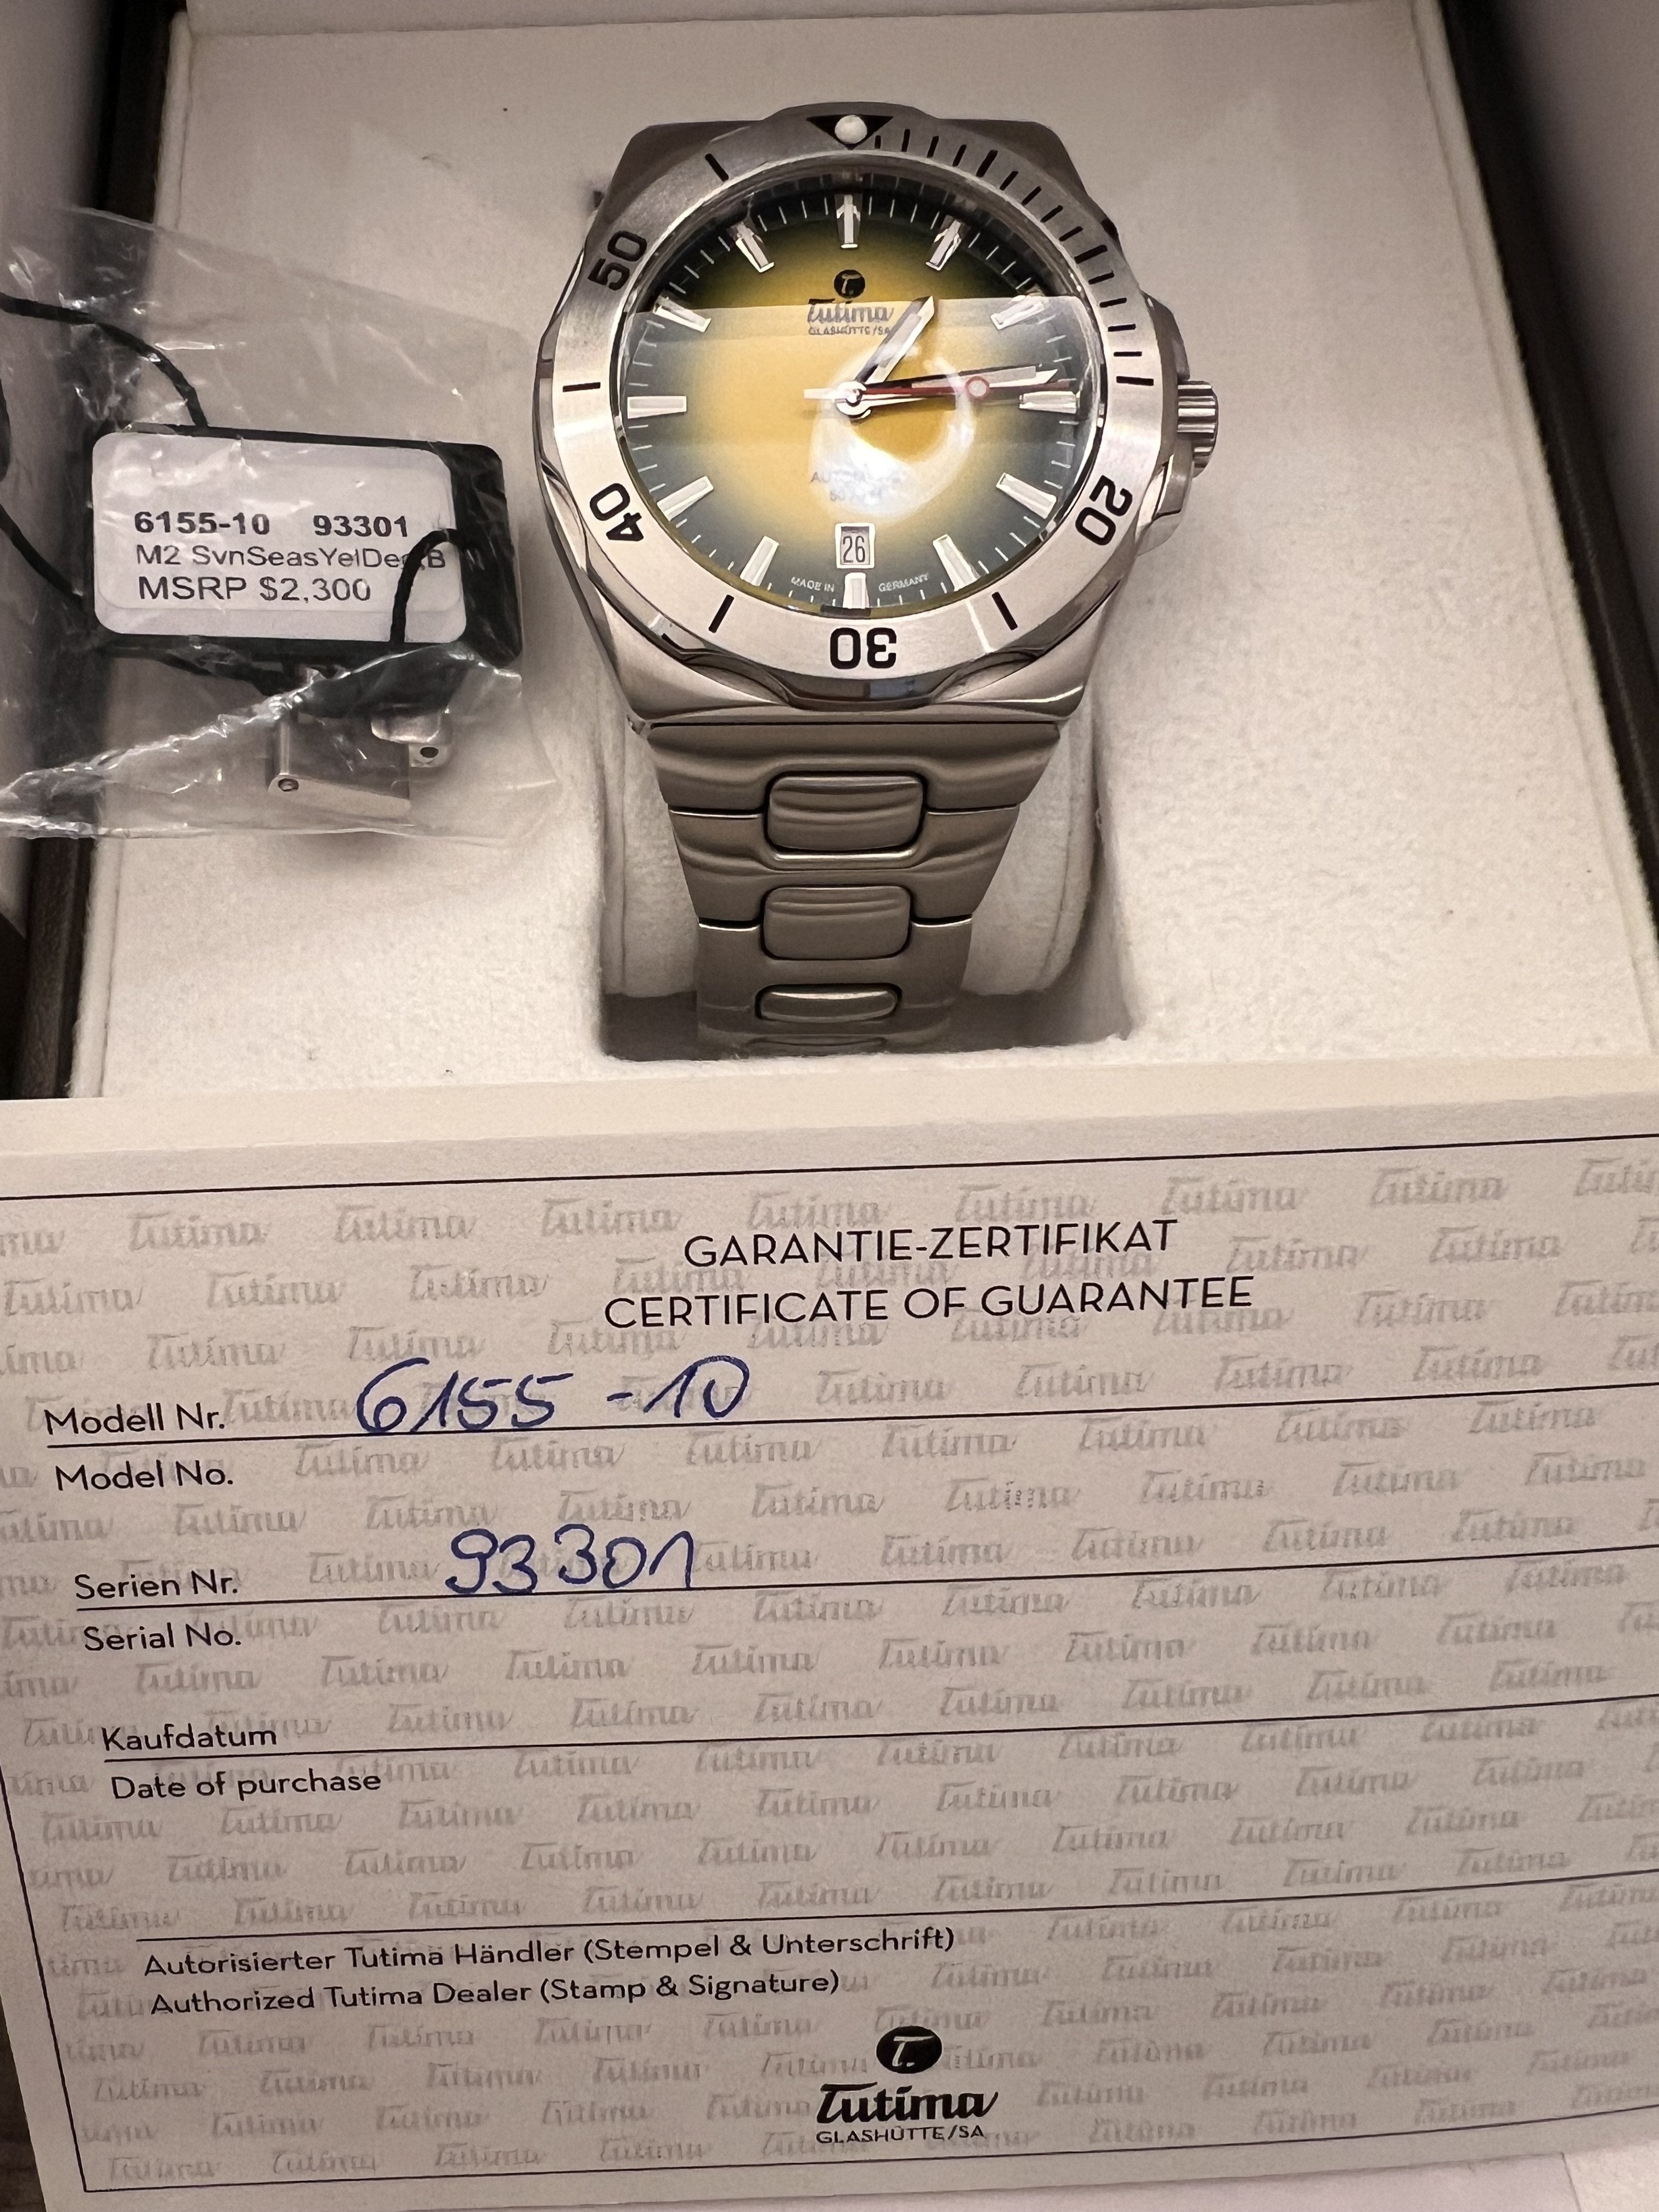 50
T.
Tutima
GLASHÜTTE/SA
40
20
26
MADE IN GERMANY
30
6155-10 93301
M2 SvnSeasYelDeg
MSRP $2,300
GARANTIE-ZERTIFIKAT
CERTIFICATE OF GUARANTEE
Modell Nr. 6155-10
Model No.
Serien Nr. 93301
Serial No.
Kaufdatum
Date of purchase
Autorisierter Tutima Händler (Stempel & Unterschrift)
Authorized Tutima Dealer (Stamp & Signature)
T.
Tutima
GLASHÜTTE/SA